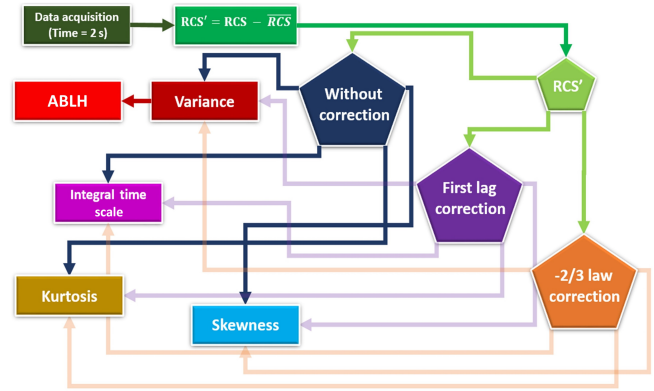 Data acquisition
(Time = 2 s)
RCS' = RCS − \overline{RCS}
Without
correction
RCS'
ABLH
Variance
First lag
correction
Integral time
scale
-2/3 law
correction
Kurtosis
Skewness